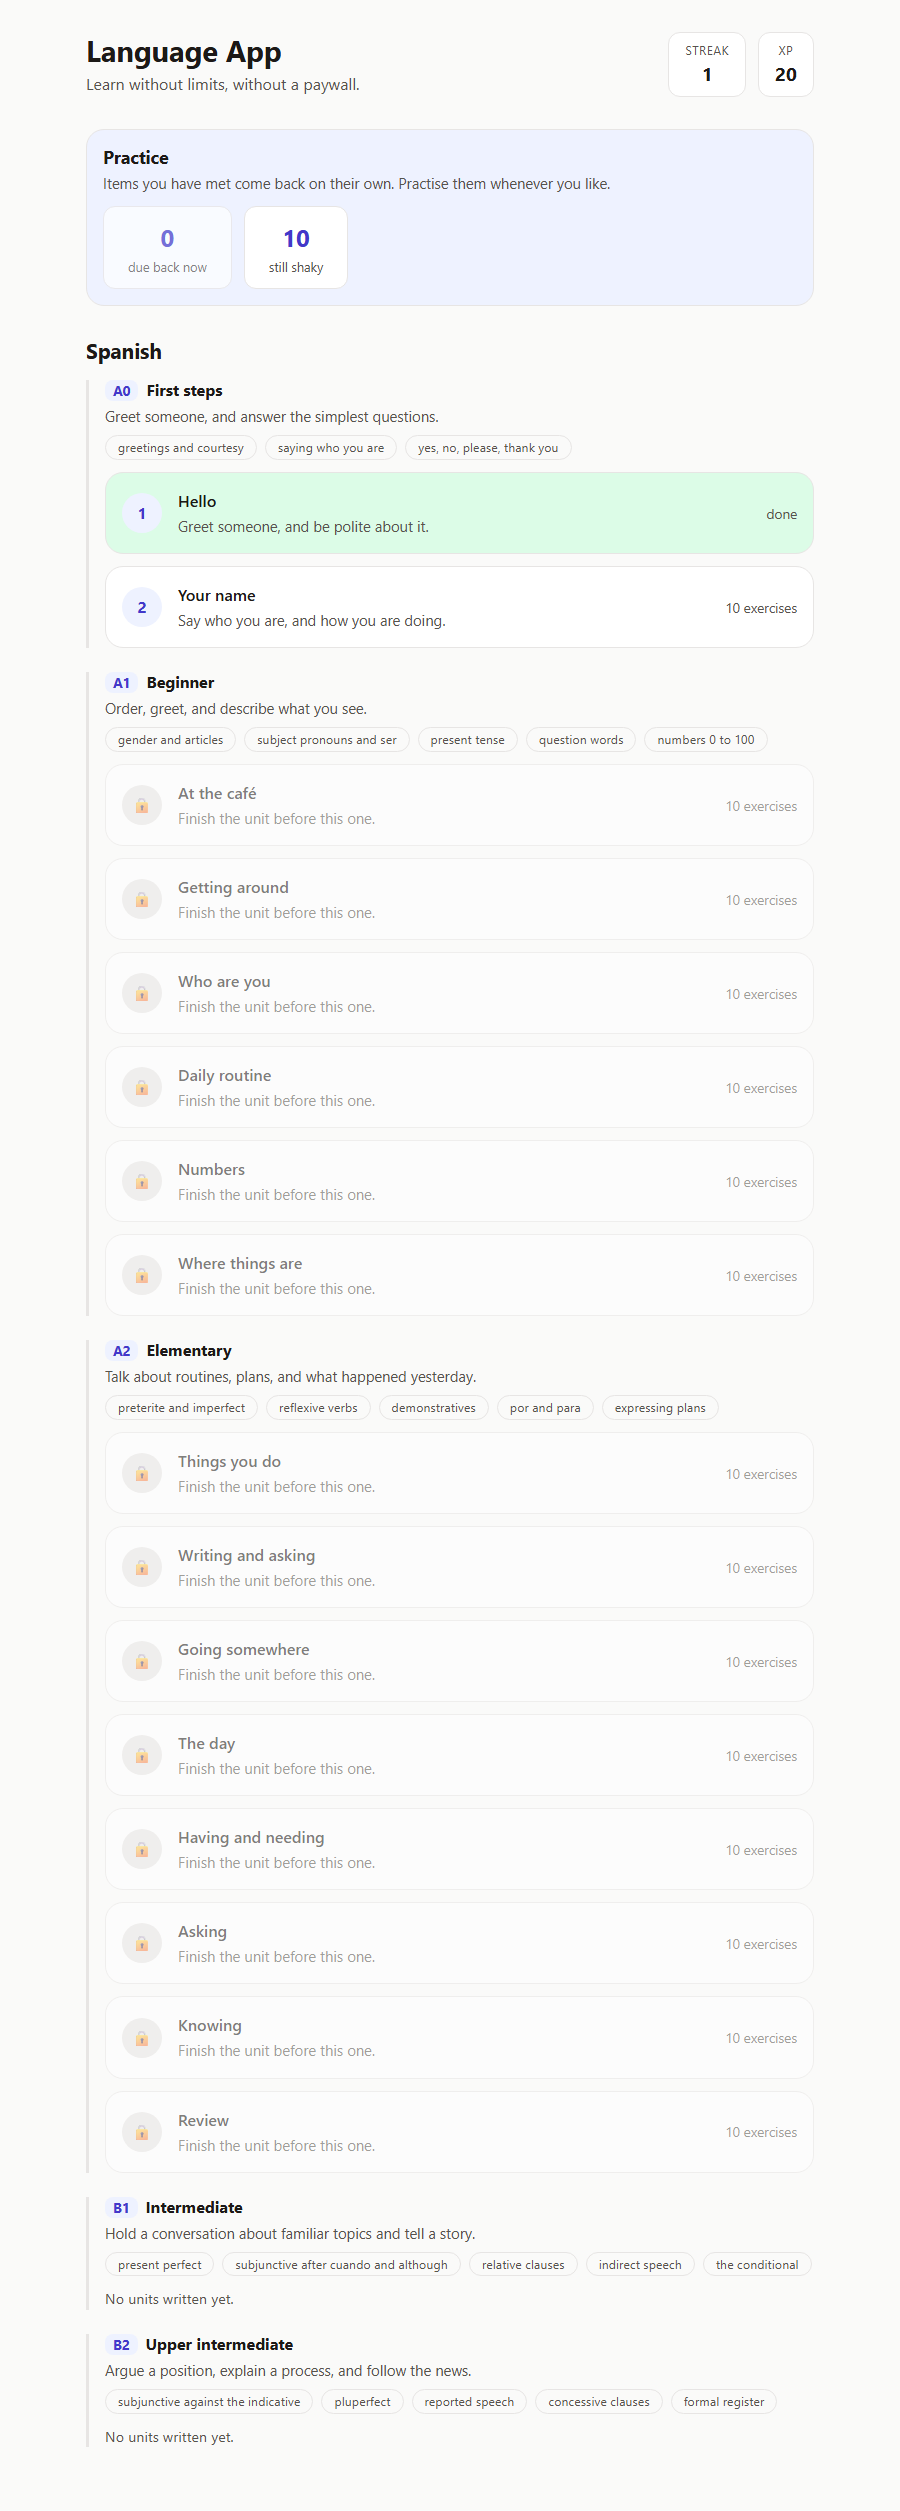 Language App
Learn without limits, without a paywall.
STREAK
1
XP
20
Practice
Items you have met come back on their own. Practise them whenever you like.
0
due back now
10
still shaky
Spanish
A0 First steps
Greet someone, and answer the simplest questions.
greetings and courtesy saying who you are yes, no, please, thank you
1
Hello
Greet someone, and be polite about it.
done
2
Your name
Say who you are, and how you are doing.
10 exercises
A1 Beginner
Order, greet, and describe what you see.
gender and articles subject pronouns and ser present tense question words numbers 0 to 100
At the café
Finish the unit before this one.
10 exercises
Getting around
Finish the unit before this one.
10 exercises
Who are you
Finish the unit before this one.
10 exercises
Daily routine
Finish the unit before this one.
10 exercises
Numbers
Finish the unit before this one.
10 exercises
Where things are
Finish the unit before this one.
10 exercises
A2 Elementary
Talk about routines, plans, and what happened yesterday.
preterite and imperfect reflexive verbs demonstratives por and para expressing plans
Things you do
Finish the unit before this one.
10 exercises
Writing and asking
Finish the unit before this one.
10 exercises
Going somewhere
Finish the unit before this one.
10 exercises
The day
Finish the unit before this one.
10 exercises
Having and needing
Finish the unit before this one.
10 exercises
Asking
Finish the unit before this one.
10 exercises
Knowing
Finish the unit before this one.
10 exercises
Review
Finish the unit before this one.
10 exercises
B1 Intermediate
Hold a conversation about familiar topics and tell a story.
present perfect subjunctive after cuando and although relative clauses indirect speech the conditional
No units written yet.
B2 Upper intermediate
Argue a position, explain a process, and follow the news.
subjunctive against the indicative pluperfect reported speech concessive clauses formal register
No units written yet.